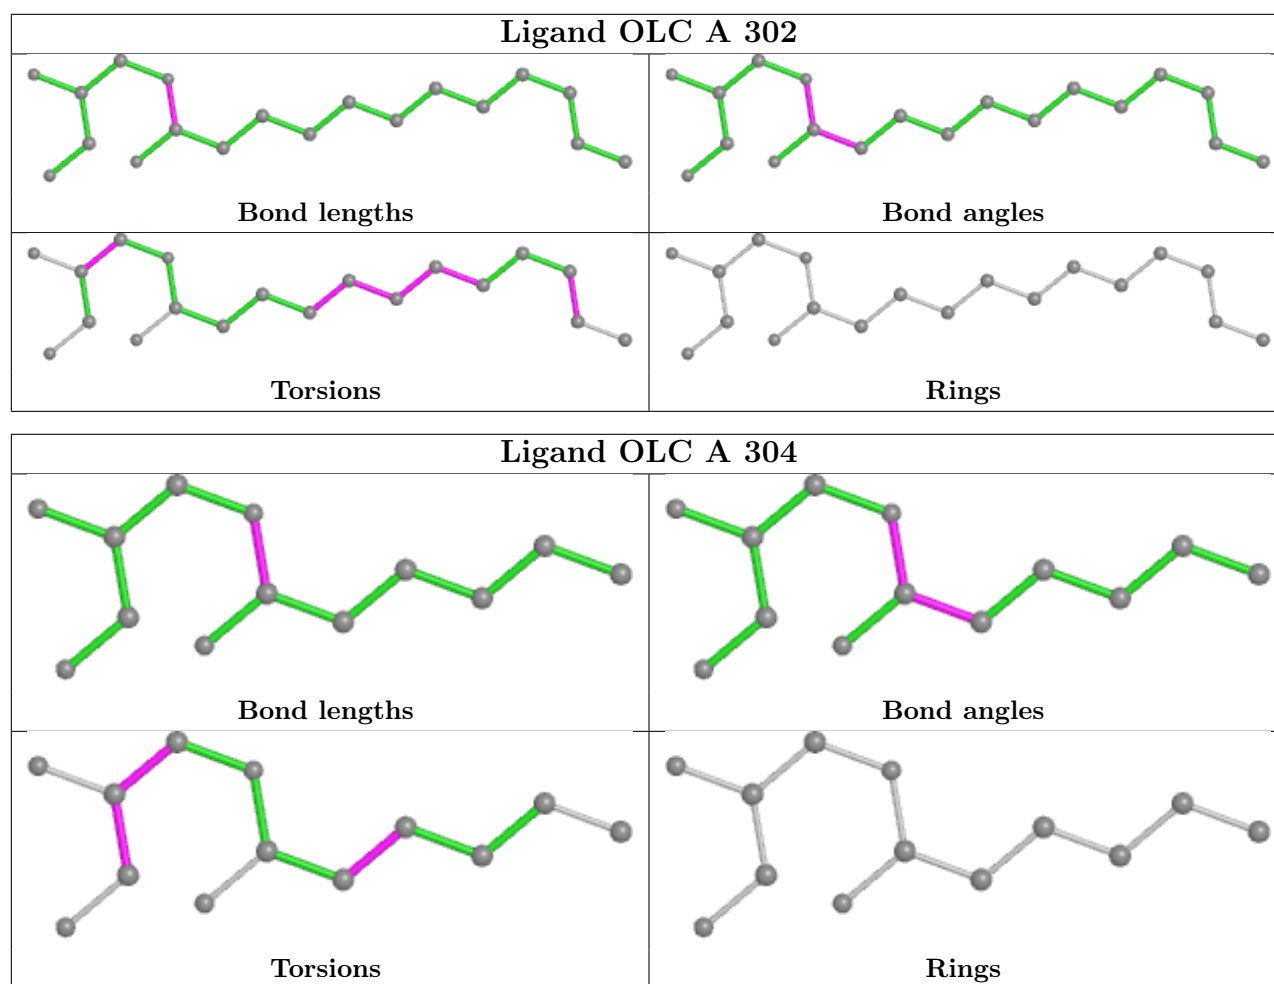 Ligand OLC A 302
Bond lengths
Bond angles
Torsions
Rings
Ligand OLC A 304
Bond lengths
Bond angles
Torsions
Rings